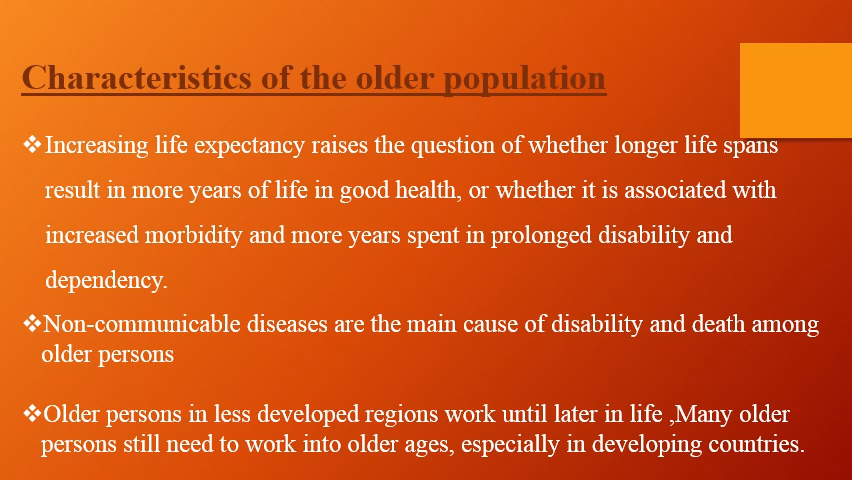 Characteristics of the older population
❖Increasing life expectancy raises the question of whether longer life spans
result in more years of life in good health, or whether it is associated with
increased morbidity and more years spent in prolonged disability and
dependency.
❖Non-communicable diseases are the main cause of disability and death among
older persons
❖Older persons in less developed regions work until later in life ,Many older
persons still need to work into older ages, especially in developing countries.